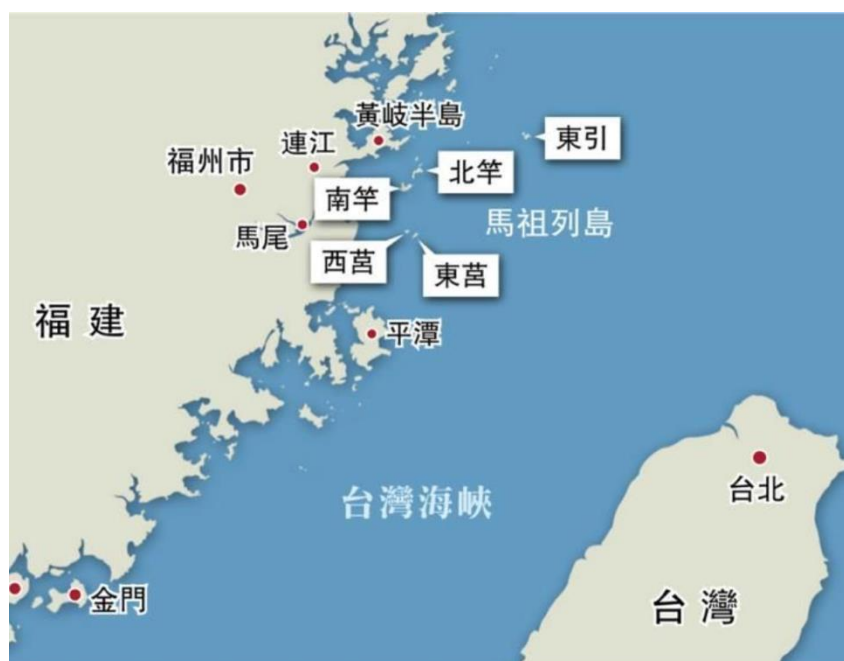 黃岐半島
連江
東引
福州市
北竿
南竿
馬祖列島
馬尾
西莒
東莒
福建
平潭
台北
台灣海峽
金門
台灣